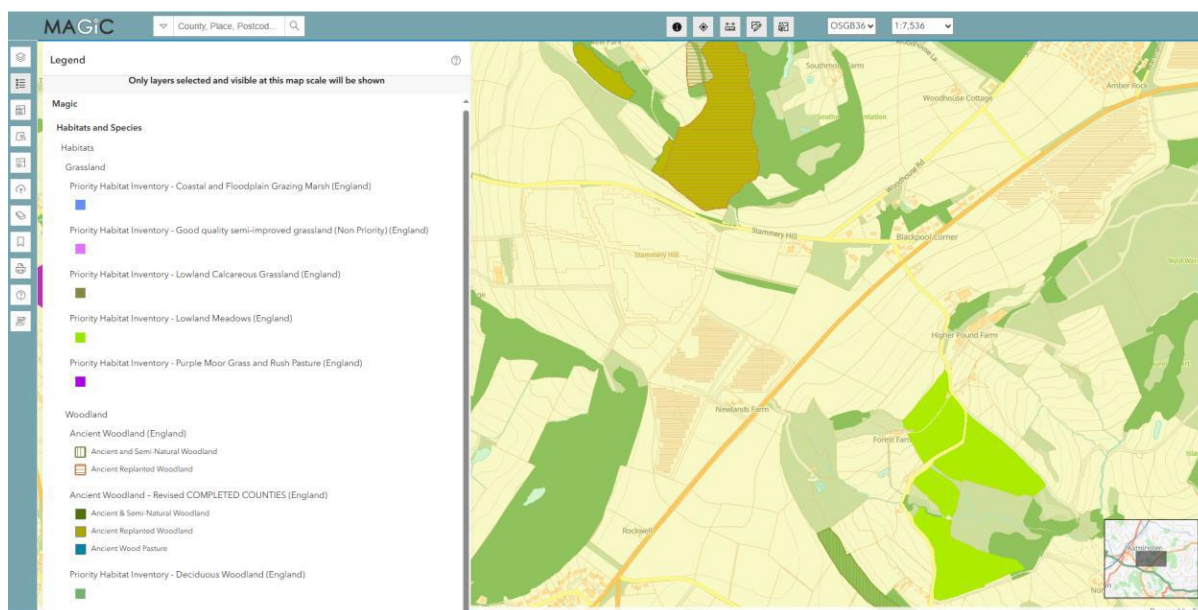 MAGiC
County, Place, Postcod...
OSGB36
1:7,536
Legend
Only layers selected and visible at this map scale will be shown
Magic
Habitats and Species
Habitats
Grassland
Priority Habitat Inventory - Coastal and Floodplain Grazing Marsh (England)
Priority Habitat Inventory - Good quality semi-improved grassland (Non Priority) (England)
Priority Habitat Inventory - Lowland Calcareous Grassland (England)
Priority Habitat Inventory - Lowland Meadows (England)
Priority Habitat Inventory - Purple Moor Grass and Rush Pasture (England)
Woodland
Ancient Woodland (England)
Ancient and Semi-Natural Woodland
Ancient Replanted Woodland
Ancient Woodland - Revised COMPLETED COUNTIES (England)
Ancient & Semi-Natural Woodland
Ancient Replanted Woodland
Ancient Wood Pasture
Priority Habitat Inventory - Deciduous Woodland (England)
Woodhouse Cottage
Amber Rock
Woodhouse Rd
Stammery Hill
Blackpool Corner
Stammery Hill
Higher Pound Farm
Newlands Farm
Forest Farm
Rockwell
Axminster